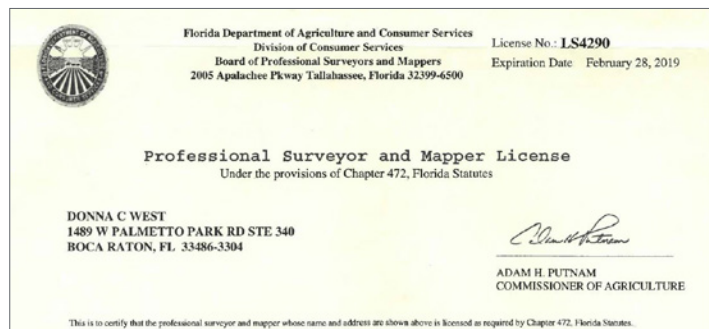 Florida Department of Agriculture and Consumer Services
Division of Consumer Services
Board of Professional Surveyors and Mappers
2005 Apalachee Pkway Tallahassee, Florida 32399-6500
License No.: LS4290
Expiration Date February 28, 2019
Professional Surveyor and Mapper License
Under the provisions of Chapter 472, Florida Statutes
DONNA C WEST
1489 W PALMETTO PARK RD STE 340
BOCA RATON, FL 33486-3304
Adam H Putnam
ADAM H. PUTNAM
COMMISSIONER OF AGRICULTURE
This is to certify that the professional surveyor and mapper whose name and address are shown above is licensed as required by Chapter 472, Florida Statutes.